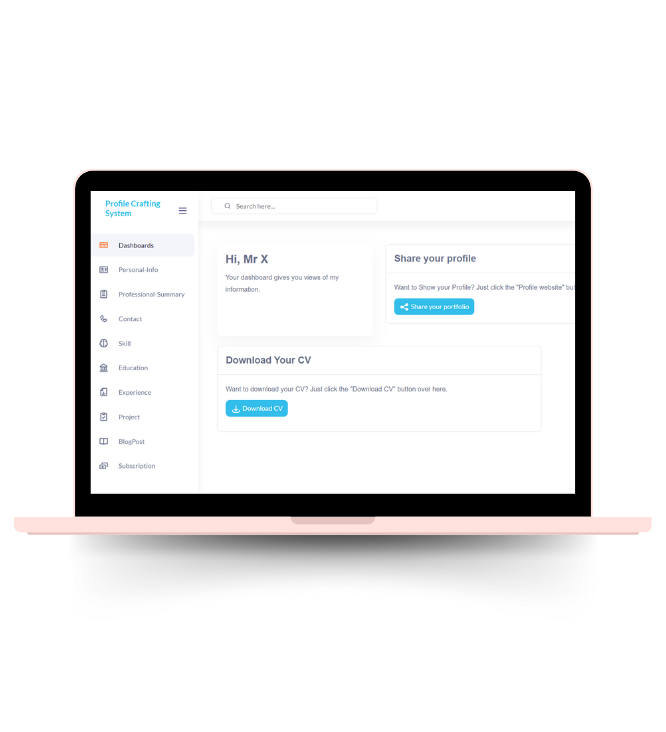 Profile Crafting
System
Search here...
Dashboards
Personal-Info
Professional-Summary
Contact
Skill
Education
Experience
Project
BlogPost
Subscription
Hi, Mr X
Your dashboard gives you views of my
information.
Share your profile
Want to Show your Profile? Just click the "Profile website"
Share your portfolio
Download Your CV
Want to download your CV? Just click the "Download CV" button over here.
Download CV